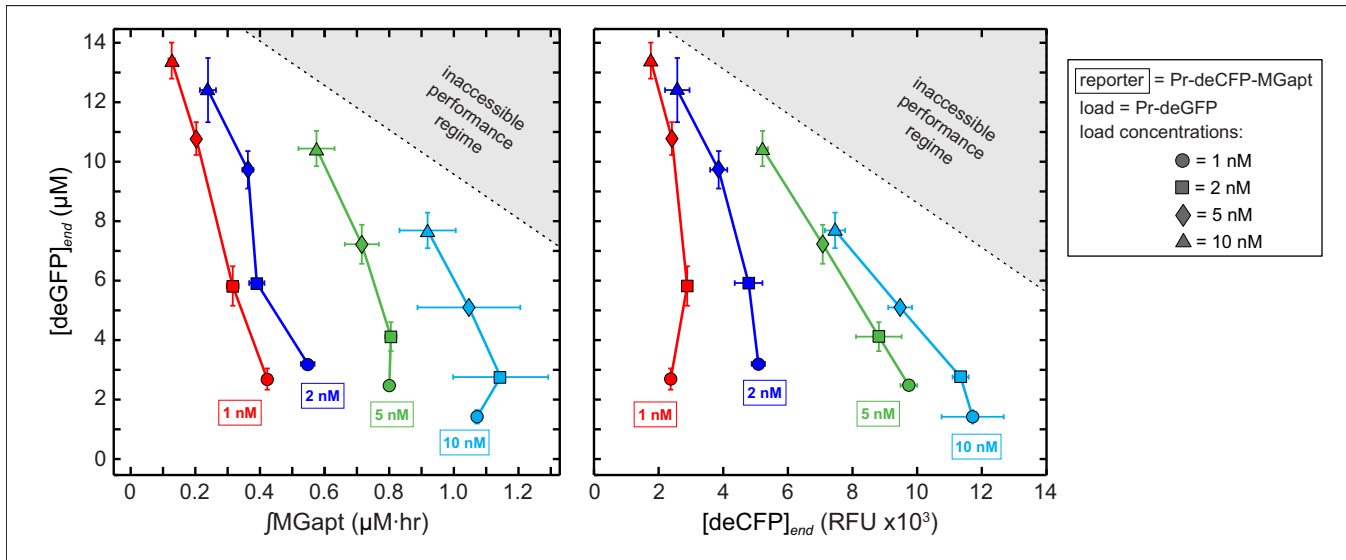 [deGFP]end (µM)
14
12
10
8
6
4
2
0
inaccessible
performance
regime
1 nM
2 nM
5 nM
10 nM
0
0.2
0.4
0.6
0.8
1.0
1.2
∫MGapt (µM·hr)
inaccessible
performance
regime
1 nM
2 nM
5 nM
10 nM
0
2
4
6
8
10
12
14
[deCFP]end (RFU x10³)
reporter = Pr-deCFP-MGapt
load = Pr-deGFP
load concentrations:
= 1 nM
= 2 nM
= 5 nM
= 10 nM